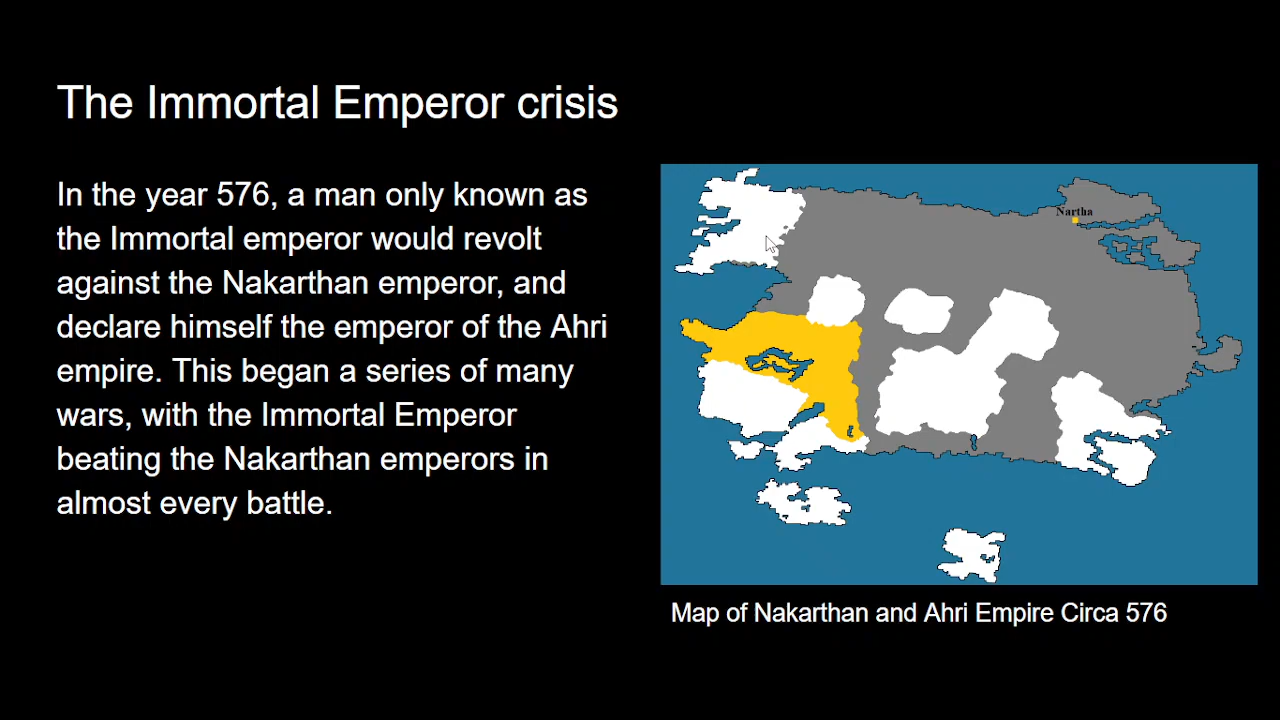 The Immortal Emperor crisis
In the year 576, a man only known as
the Immortal emperor would revolt
against the Nakarthan emperor, and
declare himself the emperor of the Ahri
empire. This began a series of many
wars, with the Immortal Emperor
beating the Nakarthan emperors in
almost every battle.
Nartha
Map of Nakarthan and Ahri Empire Circa 576